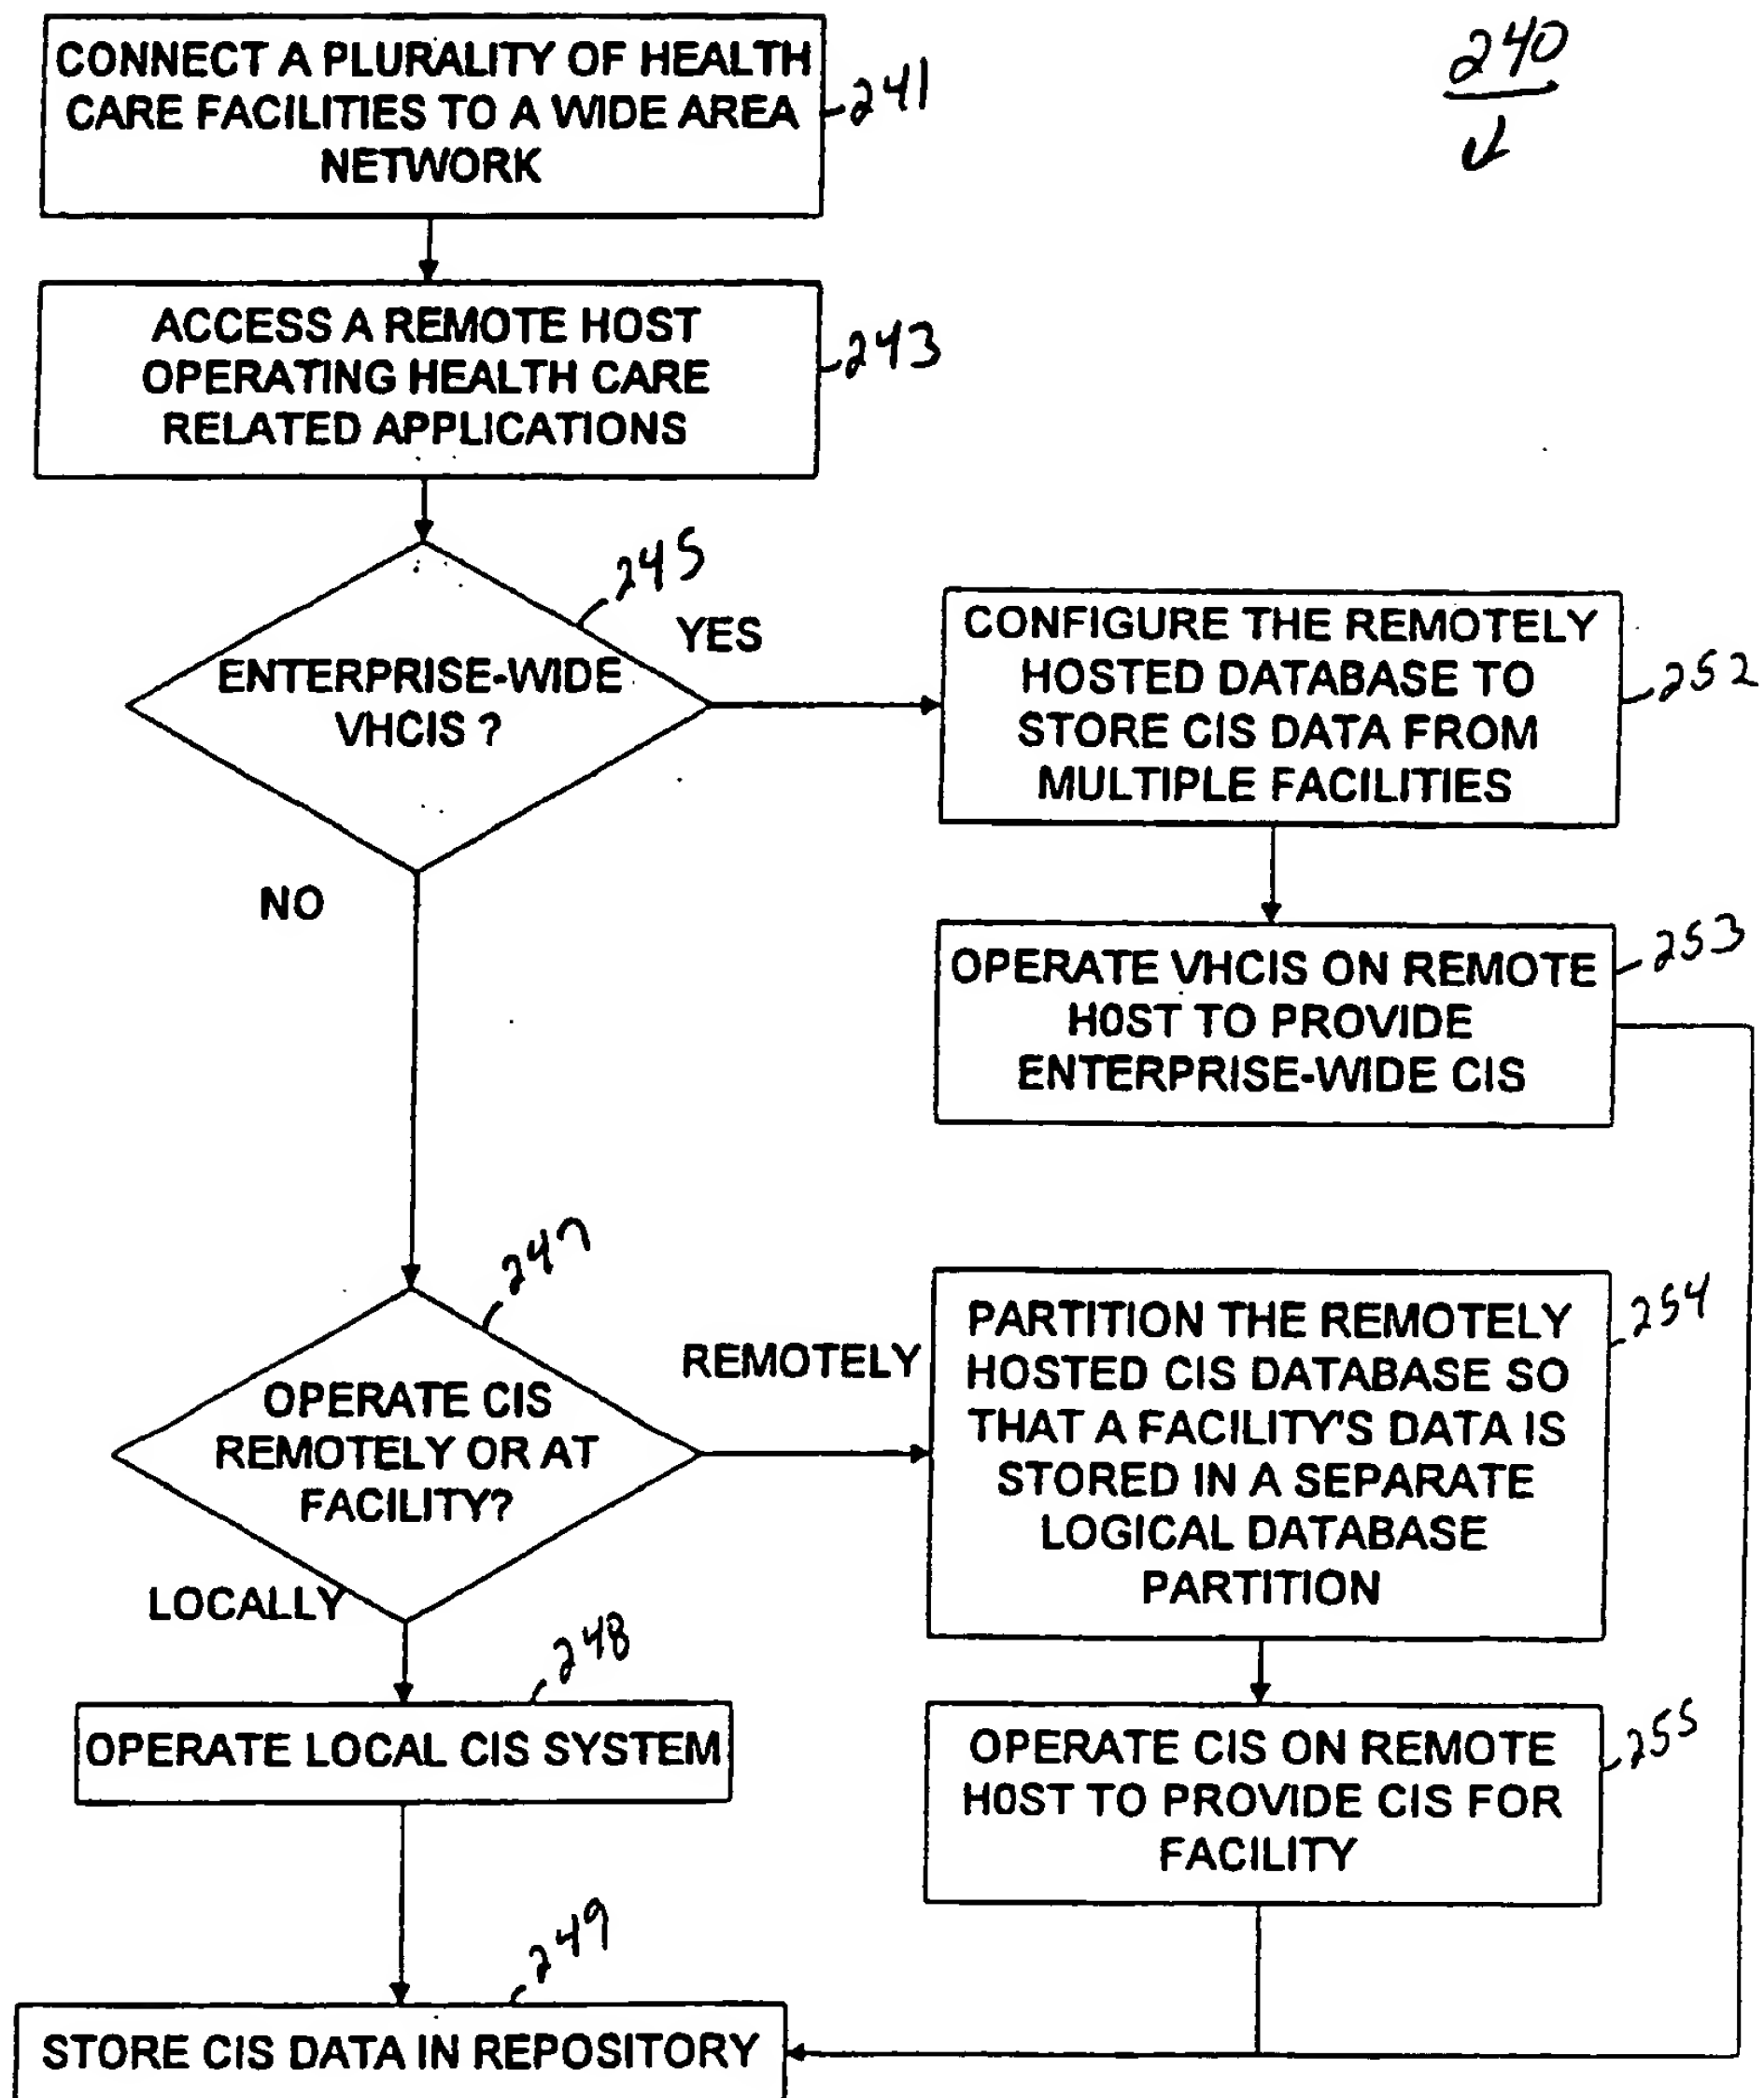 CONNECT A PLURALITY OF HEALTH
CARE FACILITIES TO A WIDE AREA
NETWORK
241
240
ACCESS A REMOTE HOST
OPERATING HEALTH CARE
RELATED APPLICATIONS
243
245
YES
ENTERPRISE-WIDE
VHCIS ?
NO
CONFIGURE THE REMOTELY
HOSTED DATABASE TO
STORE CIS DATA FROM
MULTIPLE FACILITIES
252
OPERATE VHCIS ON REMOTE
HOST TO PROVIDE
ENTERPRISE-WIDE CIS
253
247
REMOTELY
OPERATE CIS
REMOTELY OR AT
FACILITY?
LOCALLY
PARTITION THE REMOTELY
HOSTED CIS DATABASE SO
THAT A FACILITY'S DATA IS
STORED IN A SEPARATE
LOGICAL DATABASE
PARTITION
254
248
OPERATE LOCAL CIS SYSTEM
OPERATE CIS ON REMOTE
HOST TO PROVIDE CIS FOR
FACILITY
255
249
STORE CIS DATA IN REPOSITORY